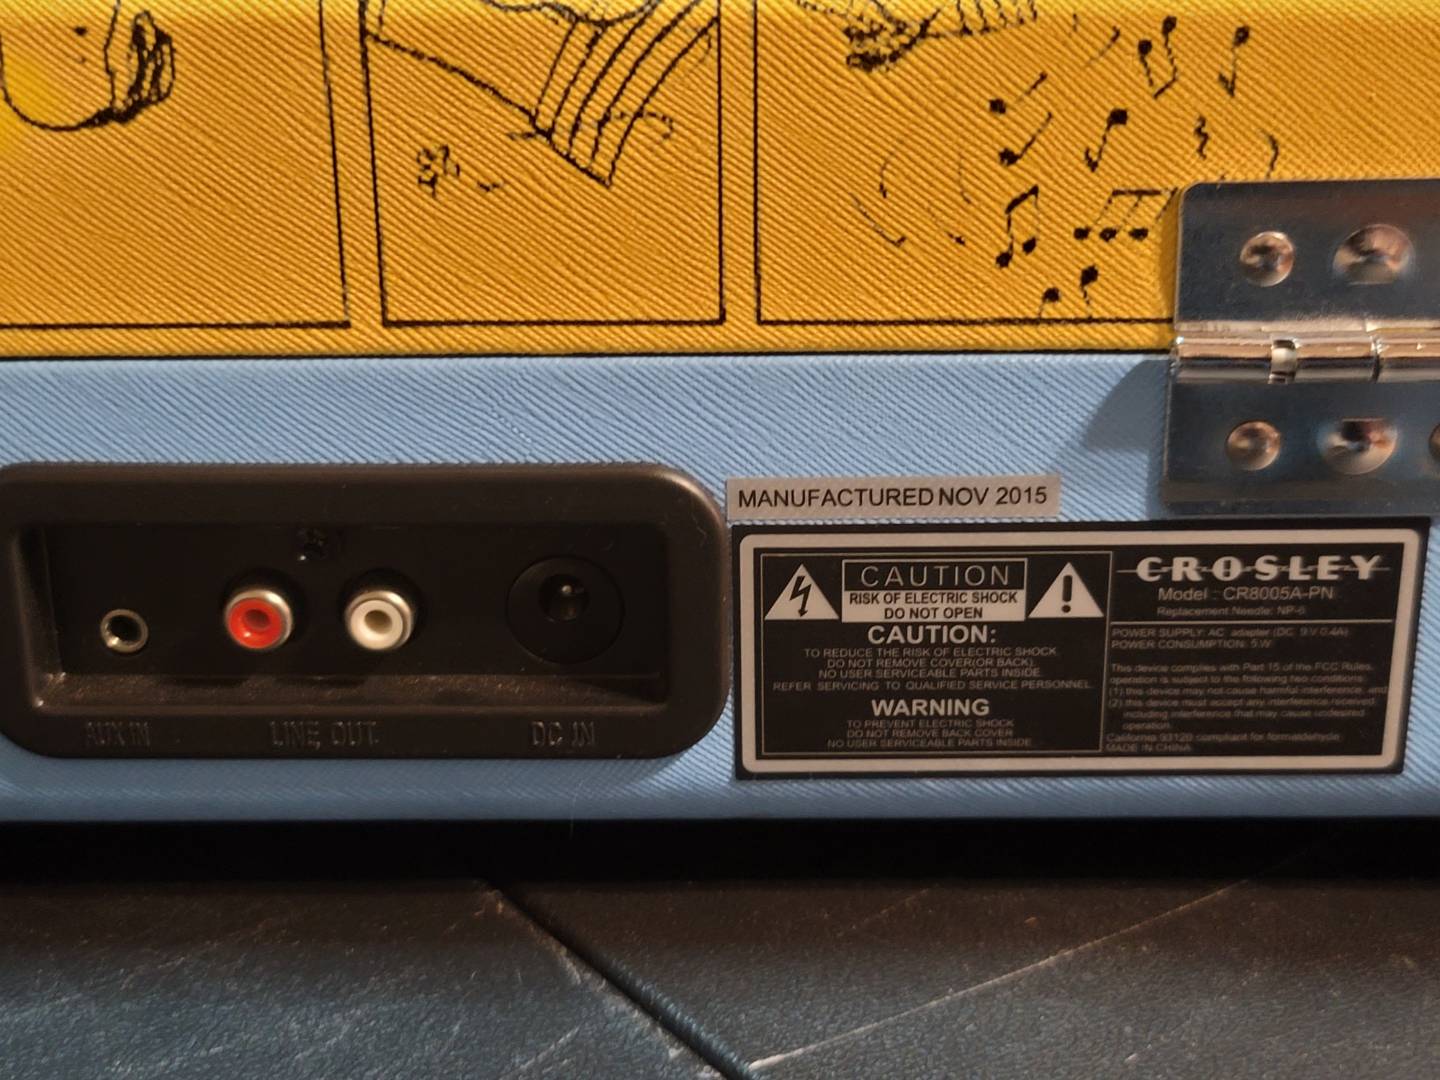 MANUFACTURED NOV 2015
CAUTION
RISK OF ELECTRIC SHOCK
DO NOT OPEN
CAUTION:
TO REDUCE THE RISK OF ELECTRIC SHOCK.
DO NOT REMOVE COVER(OR BACK).
NO USER SERVICEABLE PARTS INSIDE.
REFER SERVICING TO QUALIFIED SERVICE PERSONNEL.
WARNING
TO PREVENT ELECTRIC SHOCK
DO NOT REMOVE BACK COVER
NO USER SERVICEABLE PARTS INSIDE.
CROSLEY
Model : CR8005A-PN
Replacement Needle: NP-6
POWER SUPPLY: AC adapter (DC 9V 0.4A)
POWER CONSUMPTION: 5 W
This device complies with Part 15 of the FCC Rules.
operation is subject to the following two conditions:
(1) this device may not cause harmful interference, and
(2) this device must accept any interference received,
including interference that may cause undesired
operation.
California 93120 compliant for formaldehyde
MADE IN CHINA
AUX IN
LINE OUT
DC IN